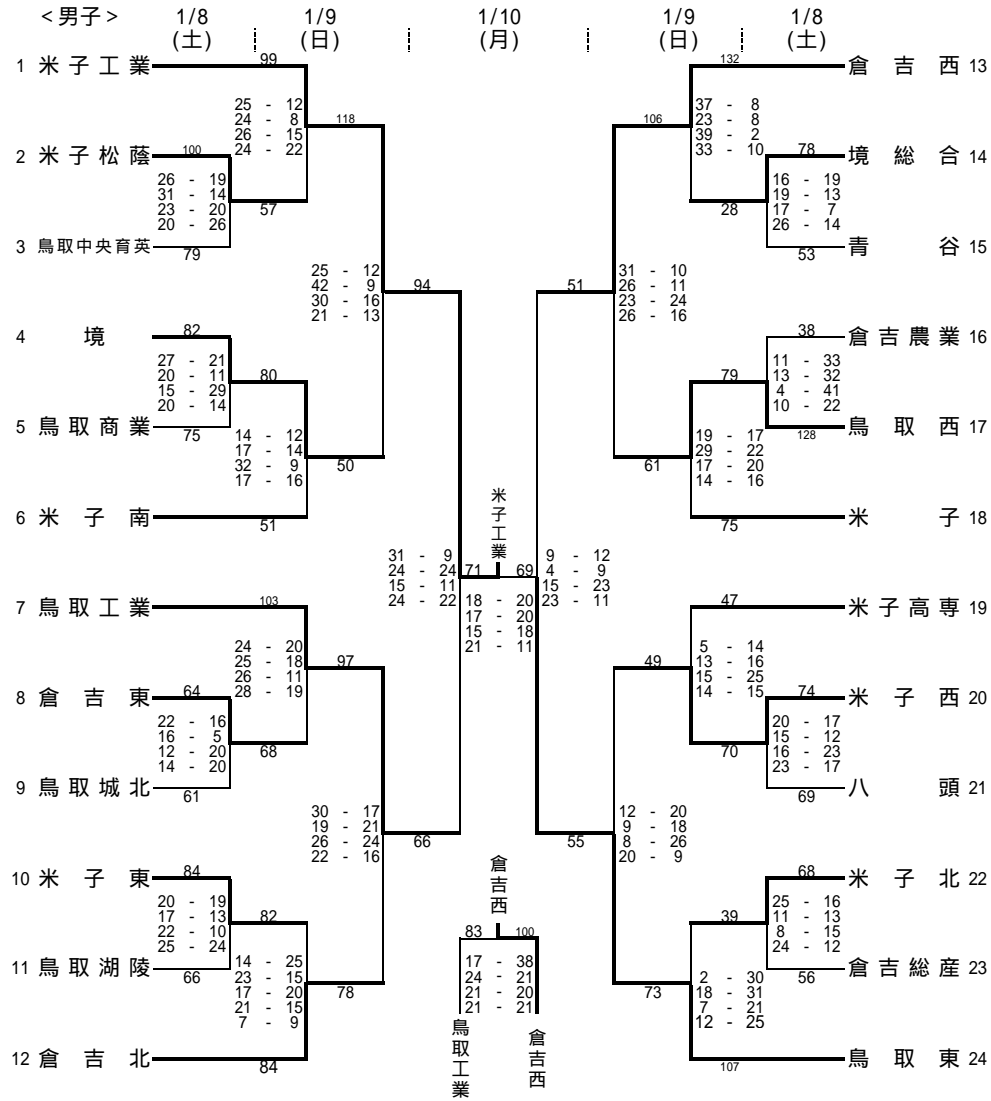 <男子>
1/8 1/9 1/10 1/9 1/8
(土) (日) (月) (日) (土)
1 米子工業 99 132 倉吉西 13
25 - 12 37 - 8
24 - 8 118 106 23 - 8
26 - 15 39 - 2
24 - 22 33 - 10
2 米子松蔭 100 78 境総合 14
26 - 19 16 - 19
31 - 14 57 28 19 - 13
23 - 20 17 - 7
20 - 26 26 - 14
3 鳥取中央育英 79 53 青谷 15
25 - 12 31 - 10
42 - 9 94 51 26 - 11
30 - 16 23 - 24
21 - 13 26 - 16
4 境 82 38 倉吉農業 16
27 - 21 11 - 33
20 - 11 80 79 13 - 32
15 - 29 4 - 41
20 - 14 10 - 22
5 鳥取商業 75 128 鳥取西 17
14 - 12 19 - 17
17 - 14 29 - 22
32 - 9 50 61 17 - 20
17 - 16 14 - 16
6 米子南 51 75 米子 18
米子工業
31 - 9 9 - 12
24 - 24 71 69 4 - 9
15 - 11 15 - 23
24 - 22 23 - 11
18 - 20
17 - 20
15 - 18
21 - 11
7 鳥取工業 103 47 米子高専 19
24 - 20 5 - 14
25 - 18 97 49 13 - 16
26 - 11 15 - 25
28 - 19 14 - 15
8 倉吉東 64 74 米子西 20
22 - 16 20 - 17
16 - 5 68 70 15 - 12
12 - 20 16 - 23
14 - 20 23 - 17
9 鳥取城北 61 69 八頭 21
30 - 17 12 - 20
19 - 21 9 - 18
26 - 24 66 55 8 - 26
22 - 16 20 - 9
10 米子東 84 68 米子北 22
20 - 19 25 - 16
17 - 13 82 39 11 - 13
22 - 10 8 - 15
25 - 24 24 - 12
11 鳥取湖陵 66 56 倉吉総産 23
14 - 25 2 - 30
23 - 15 78 73 18 - 31
17 - 20 7 - 21
21 - 15 12 - 25
7 - 9
12 倉吉北 84 107 鳥取東 24
倉吉西
83 100
17 - 38
24 - 21
21 - 20
21 - 21
鳥取工業
倉吉西